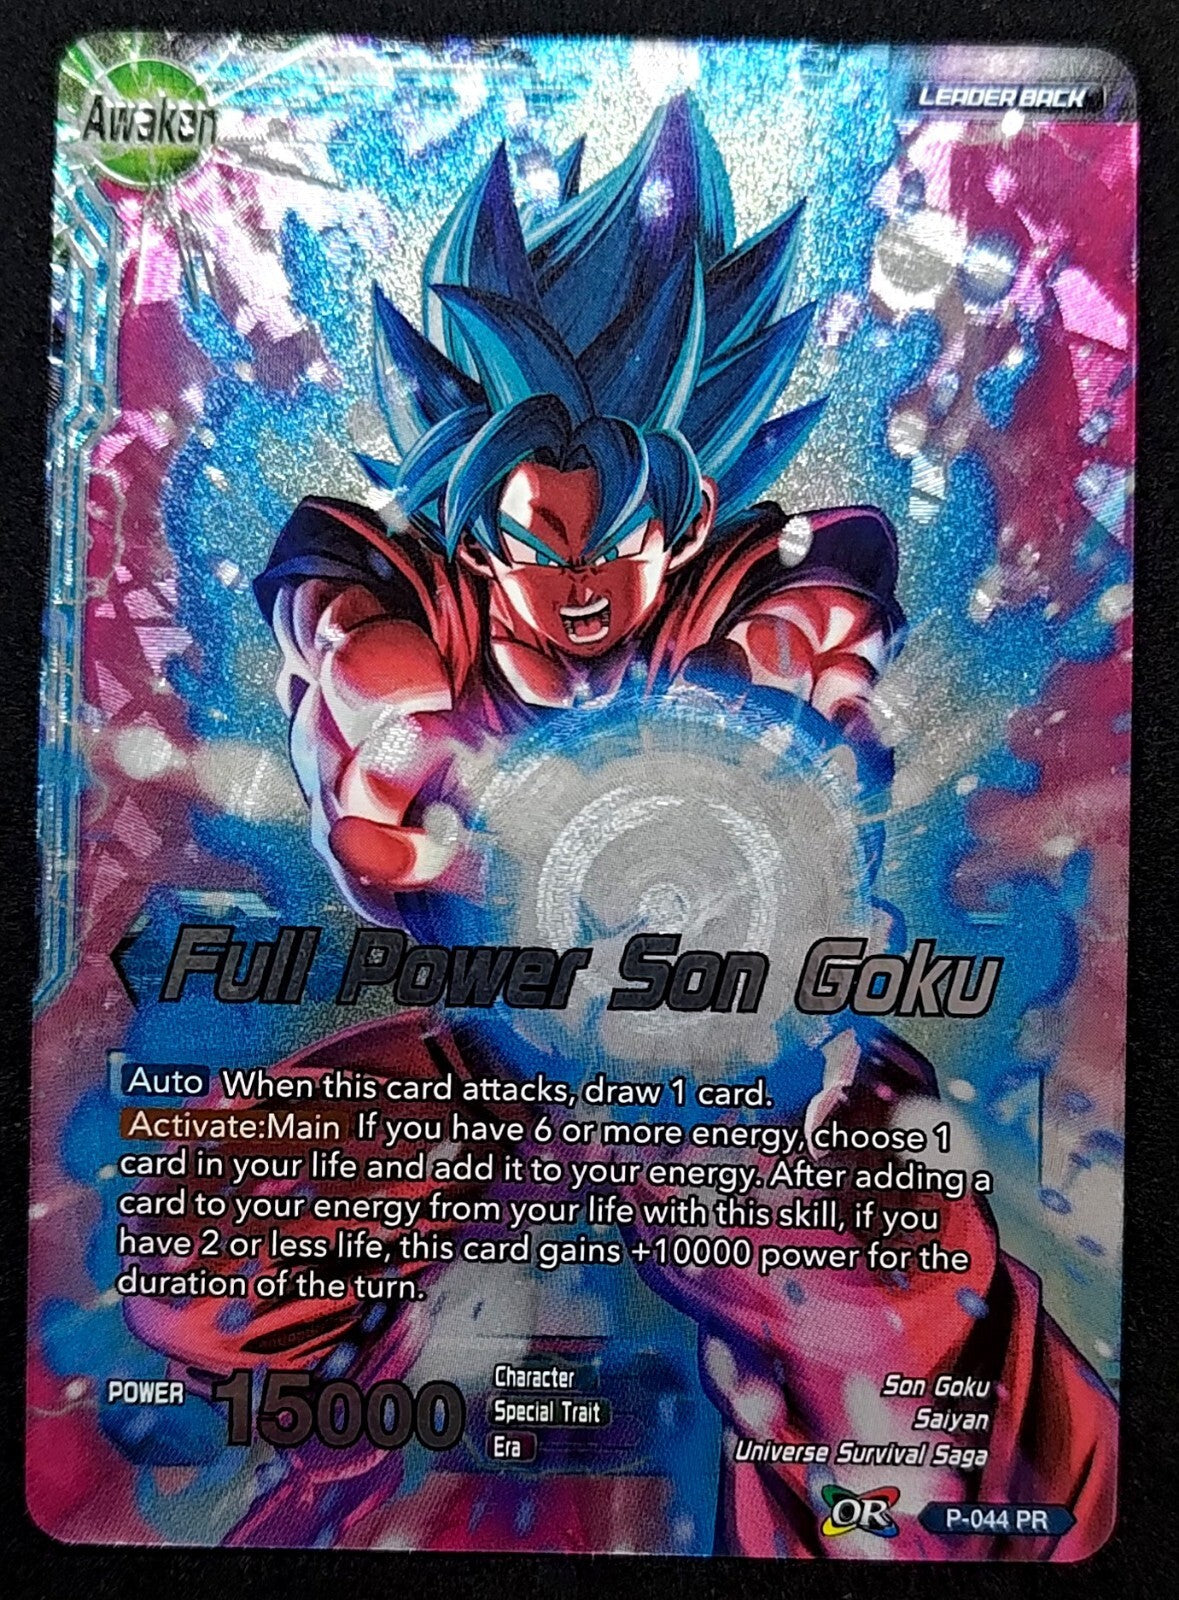 Awaken
LEADER BACK
Full Power Son Goku
Auto When this card attacks, draw 1 card.
Activate:Main If you have 6 or more energy, choose 1
card in your life and add it to your energy. After adding a
card to your energy from your life with this skill, if you
have 2 or less life, this card gains +10000 power for the
duration of the turn.
POWER 15000
Character Son Goku
Special Trait Saiyan
Era Universe Survival Saga
OR P-044 PR